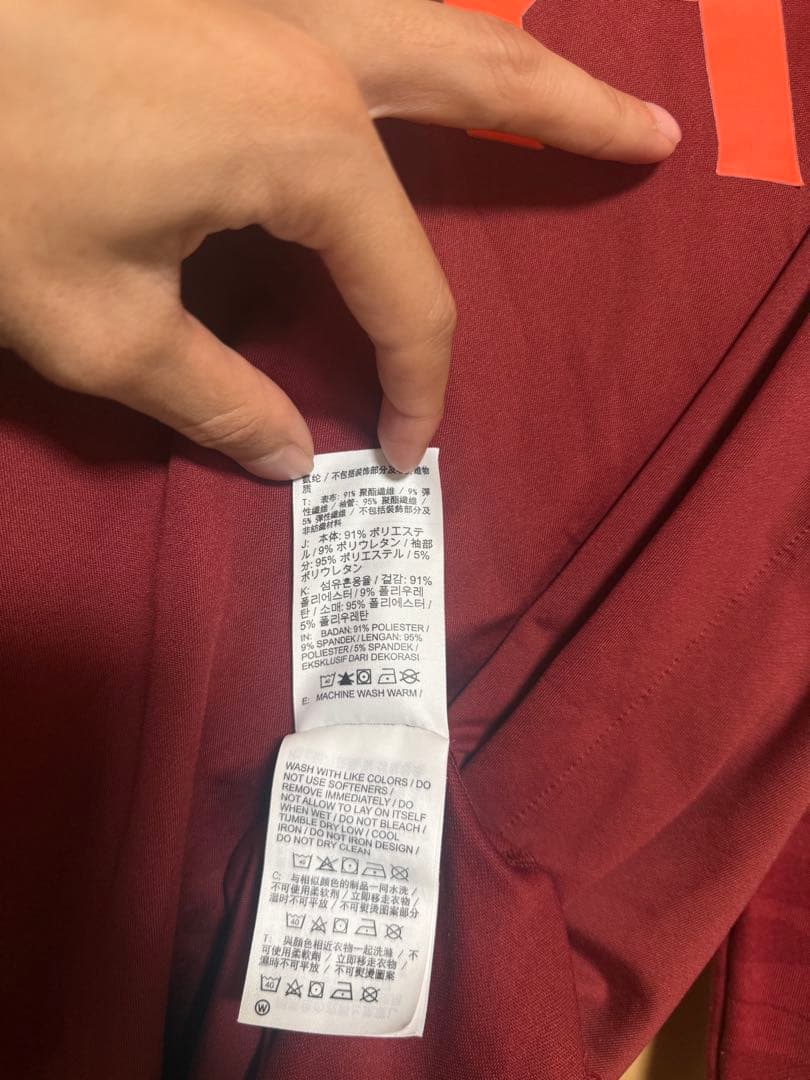 氨纶 / 不包括装饰部分及
质
T: 表布: 91% 聚酯纖維 / 9% 彈
性纖維 / 袖管: 95% 聚酯纖維 /
5% 彈性纖維 / 不包括裝飾部分及
非紡織材料
J: 本体: 91% ポリエステ
ル / 9% ポリウレタン / 袖部
分: 95% ポリエステル / 5%
ポリウレタン
K: 섬유혼용율 / 겉감: 91%
폴리에스터 / 9% 폴리우레
탄 / 소매: 95% 폴리에스터 /
5% 폴리우레탄
IN: BADAN: 91% POLIESTER /
9% SPANDEK / LENGAN: 95%
POLIESTER / 5% SPANDEK /
EKSKLUSIF DARI DEKORASI
40
E: MACHINE WASH WARM /
WASH WITH LIKE COLORS / DO
NOT USE SOFTENERS /
REMOVE IMMEDIATELY / DO
NOT ALLOW TO LAY ON ITSELF
WHEN WET / DO NOT BLEACH /
TUMBLE DRY LOW / COOL
IRON / DO NOT IRON DESIGN /
DO NOT DRY CLEAN
40
C: 与相似颜色的制品一同水洗 /
不可使用柔软剂 / 立即移走衣物 /
湿时不可平放 / 不可熨烫图案部分
40
T: 與顏色相近衣物一起洗滌 / 不
可使用柔軟劑 / 立即移走衣物 /
濕時不可平放 / 不可熨燙圖案
40
W